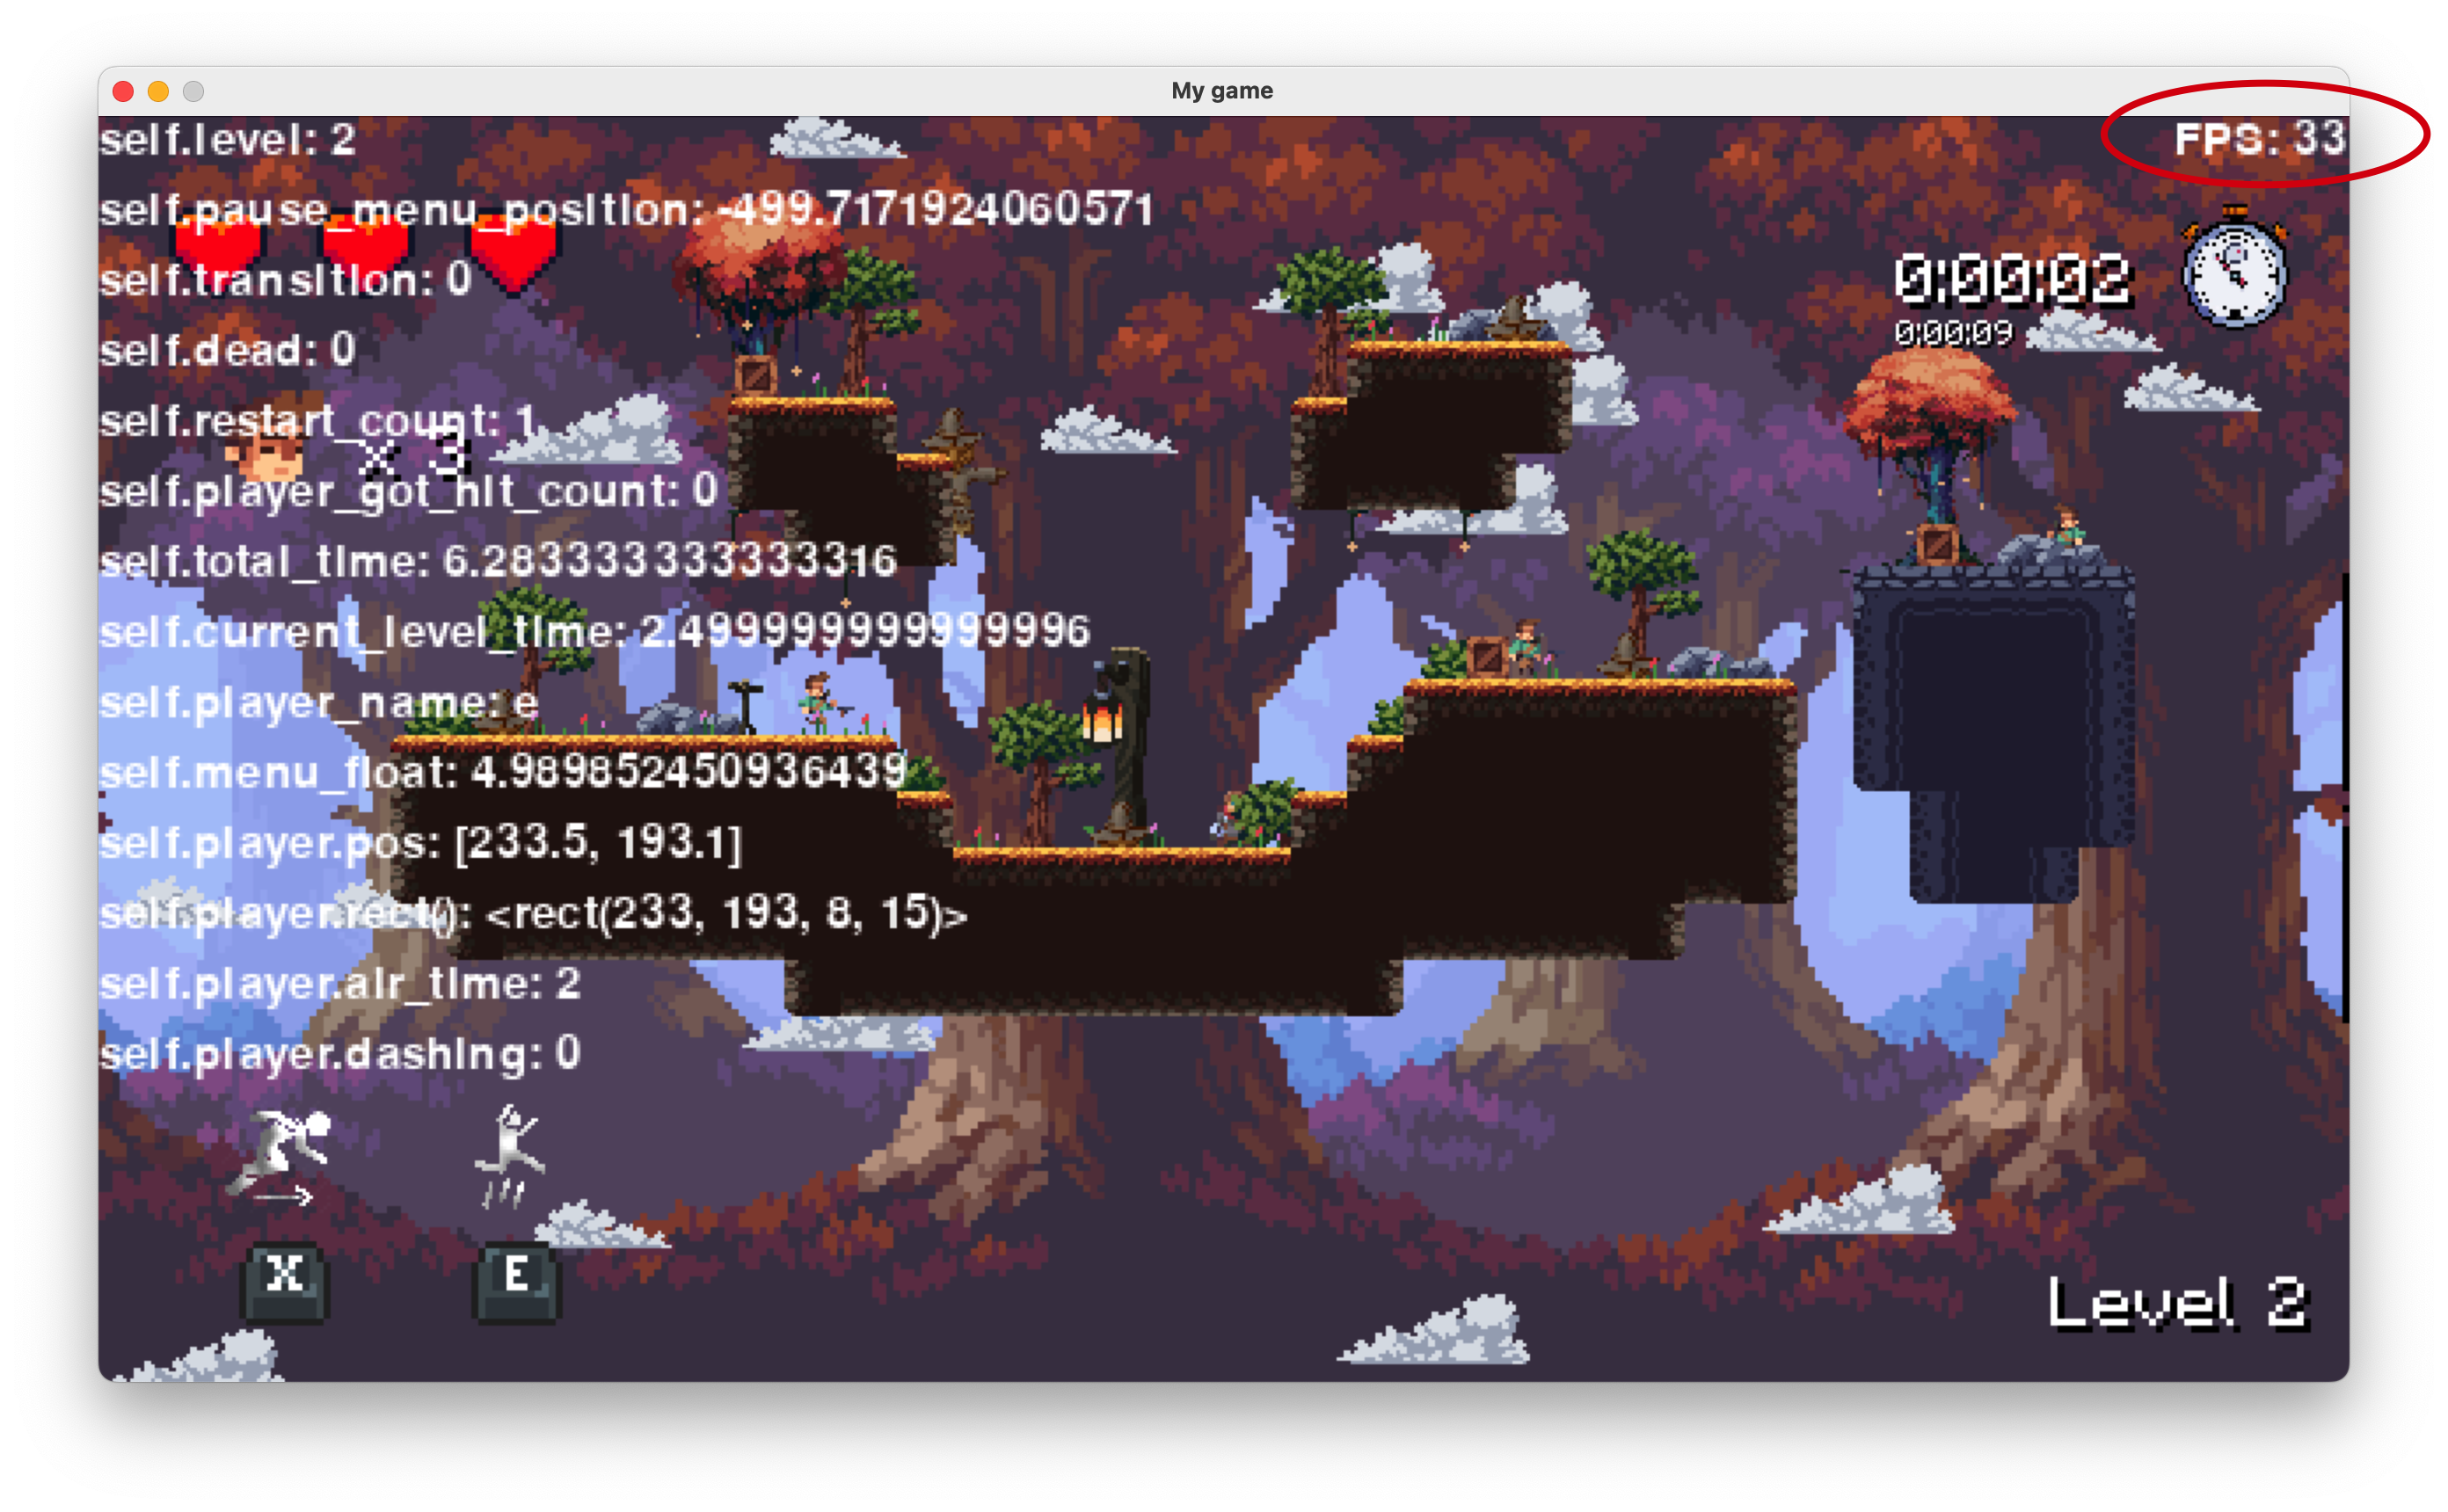 My game
self.level: 2
FPS: 33
self.pause_menu_position: -499.7171924060571
self.transition: 0
0:00:02
0:00:09
self.dead: 0
self.restart_count: 1
x 3
self.player_got_hit_count: 0
self.total_time: 6.283333333333316
self.current_level_time: 2.4999999999999996
self.player_name: e
self.menu_float: 4.989852450936439
self.player.pos: [233.5, 193.1]
self.player.rect(): <rect(233, 193, 8, 15)>
self.player.air_time: 2
self.player.dashing: 0
X
E
Level 2